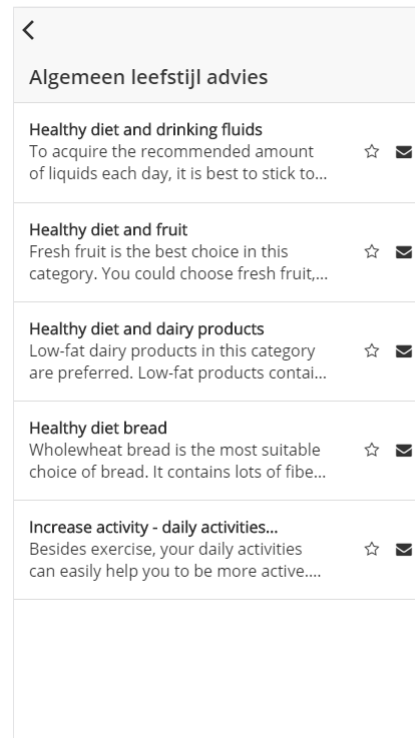 Algemeen leefstijl advies
Healthy diet and drinking fluids
To acquire the recommended amount
of liquids each day, it is best to stick to...
Healthy diet and fruit
Fresh fruit is the best choice in this
category. You could choose fresh fruit,...
Healthy diet and dairy products
Low-fat dairy products in this category
are preferred. Low-fat products contai...
Healthy diet bread
Wholewheat bread is the most suitable
choice of bread. It contains lots of fibe...
Increase activity - daily activities...
Besides exercise, your daily activities
can easily help you to be more active....